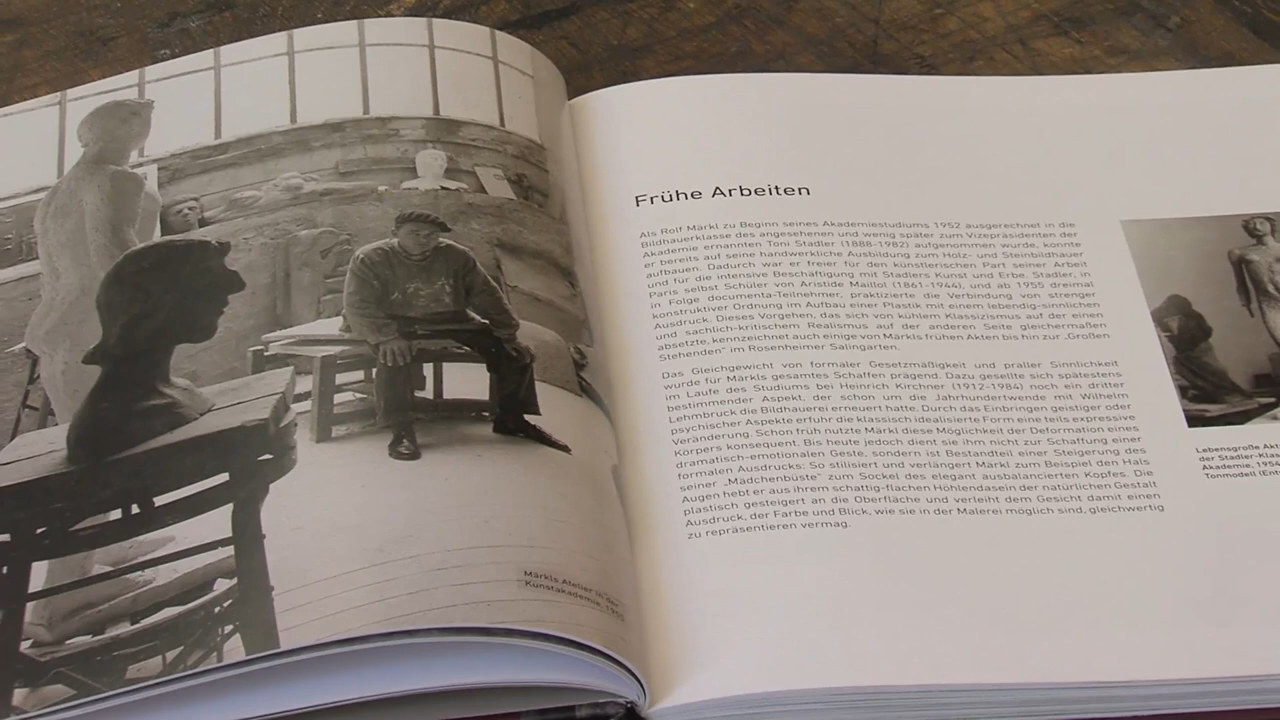 Märkls Atelier in der
Kunstakademie, 1955
Frühe Arbeiten
Als Rolf Märkl zu Beginn seines Akademiestudiums 1952 ausgerechnet in die
Bildhauerklasse des angesehenen und wenig später zum Vizepräsidenten der
Akademie ernannten Toni Stadler (1888–1982) aufgenommen wurde, konnte
er bereits auf seine handwerkliche Ausbildung zum Holz- und Steinbildhauer
aufbauen. Dadurch war er freier für den künstlerischen Part seiner Arbeit
und für die intensive Beschäftigung mit Stadlers Kunst und Erbe. Stadler, in
Paris selbst Schüler von Aristide Maillol (1861–1944), und ab 1955 dreimal
in Folge documenta-Teilnehmer, praktizierte die Verbindung von strenger
konstruktiver Ordnung im Aufbau einer Plastik mit einem lebendig-sinnlichen
Ausdruck. Dieses Vorgehen, das sich von kühlem Klassizismus auf der einen
und sachlich-kritischem Realismus auf der anderen Seite gleichermaßen
absetzte, kennzeichnet auch einige von Märkls frühen Akten bis hin zur „Großen
Stehenden“ im Rosenheimer Salingarten.
Das Gleichgewicht von formaler Gesetzmäßigkeit und praller Sinnlichkeit
wurde für Märkls gesamtes Schaffen prägend. Dazu gesellte sich spätestens
im Laufe des Studiums bei Heinrich Kirchner (1912-1984) noch ein dritter
bestimmender Aspekt, der schon um die Jahrhundertwende mit Wilhelm
Lehmbruck die Bildhauerei erneuert hatte. Durch das Einbringen geistiger oder
psychischer Aspekte erfuhr die klassisch idealisierte Form eine teils expressive
Veränderung. Schon früh nutzte Märkl diese Möglichkeit der Deformation eines
Körpers konsequent. Bis heute jedoch dient sie ihm nicht zur Schaffung einer
dramatisch-emotionalen Geste, sondern ist Bestandteil einer Steigerung des
formalen Ausdrucks: So stilisiert und verlängert Märkl zum Beispiel den Hals
seiner „Mädchenbüste“ zum Sockel des elegant ausbalancierten Kopfes. Die
Augen hebt er aus ihrem schattig-flachen Höhlendasein der natürlichen Gestalt
plastisch gesteigert an die Oberfläche und verleiht dem Gesicht damit einen
Ausdruck, der Farbe und Blick, wie sie in der Malerei möglich sind, gleichwertig
zu repräsentieren vermag.
Lebensgroße Ak
der Stadler-Klas
Akademie, 1954
Tonmodell (Ent